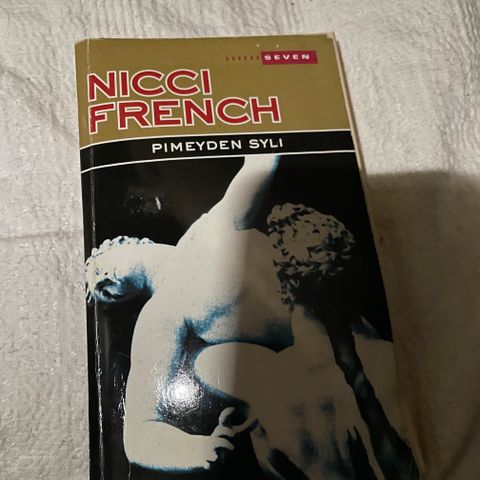 SEVEN
NICCI
FRENCH
PIMEYDEN SYLI